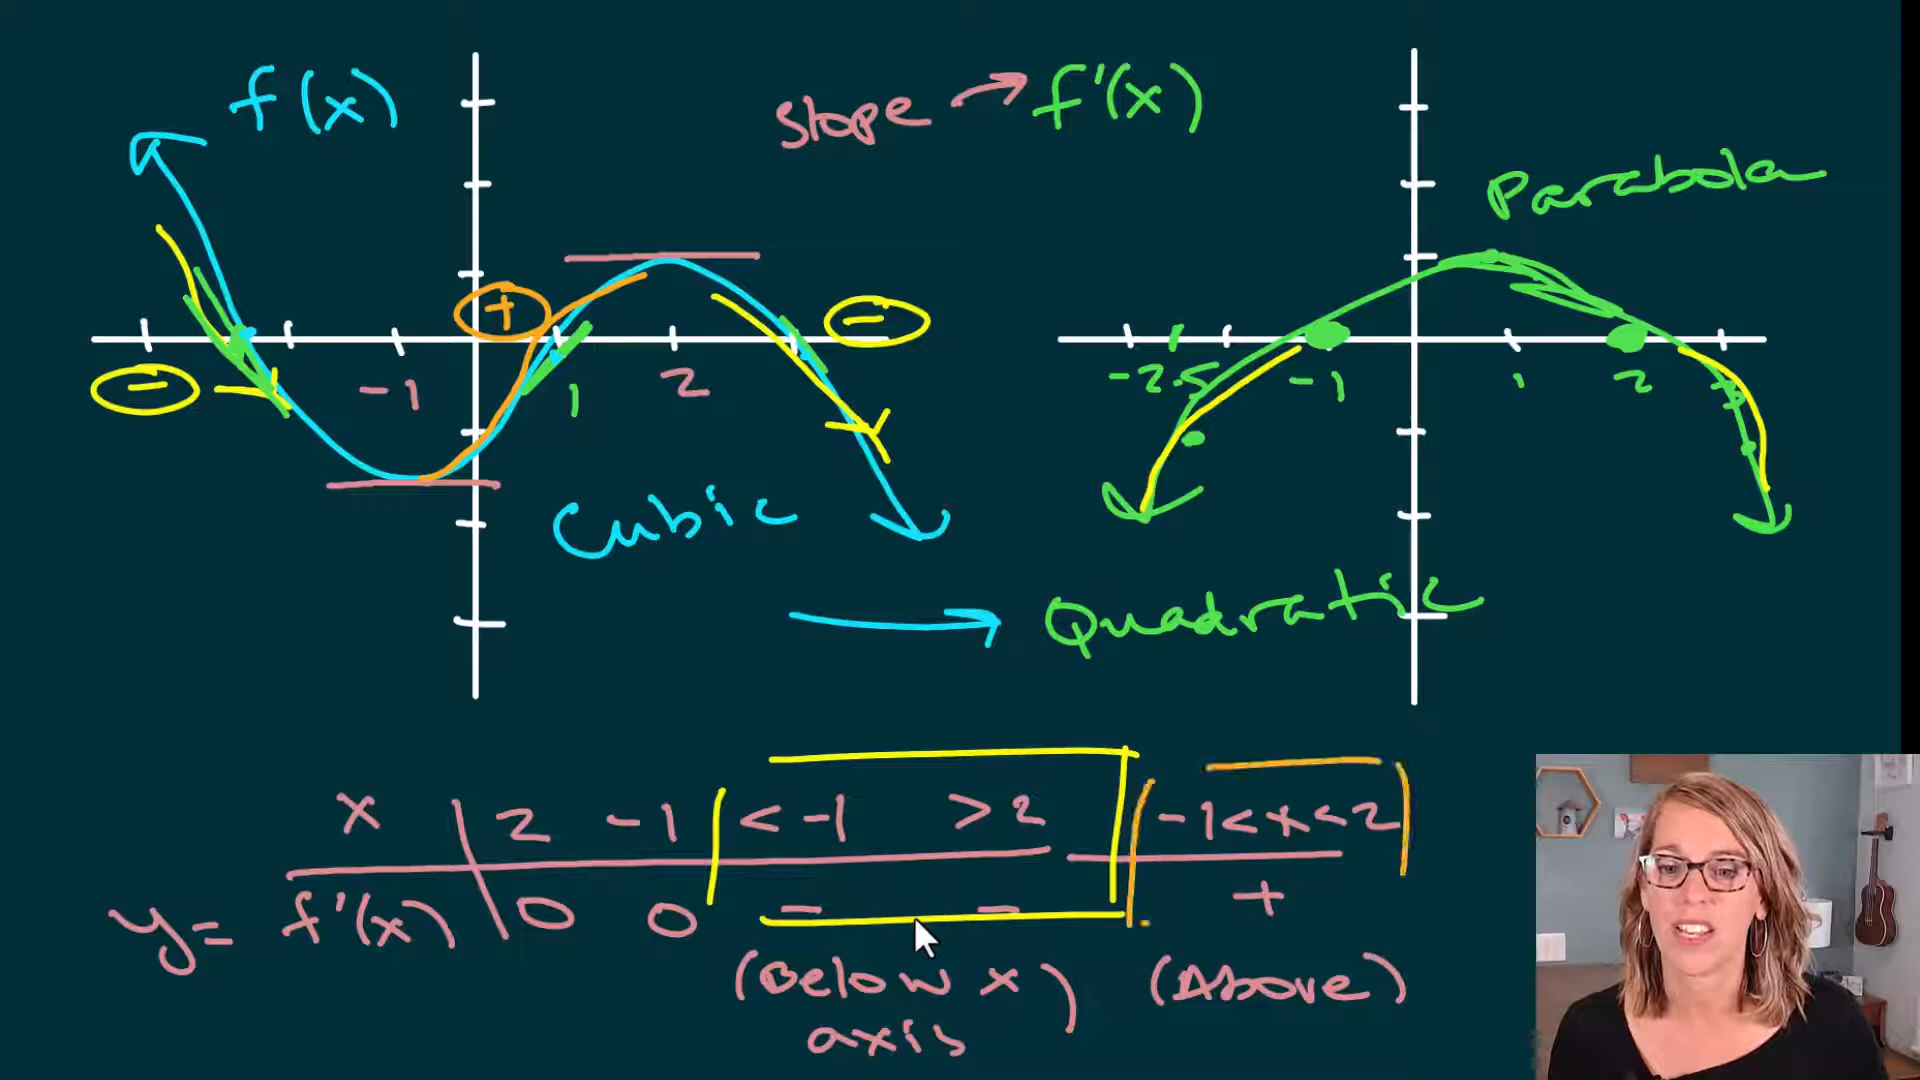 f(x)
slope → f'(x)
Parabola
+
−
−
-1
1
2
-2.5
-1
1
2
3
Cubic
→ Quadratic
x | 2 -1 < -1 > 2 -1 < x < 2
y = f'(x) | 0 0 − − +
(Below x axis) (Above)